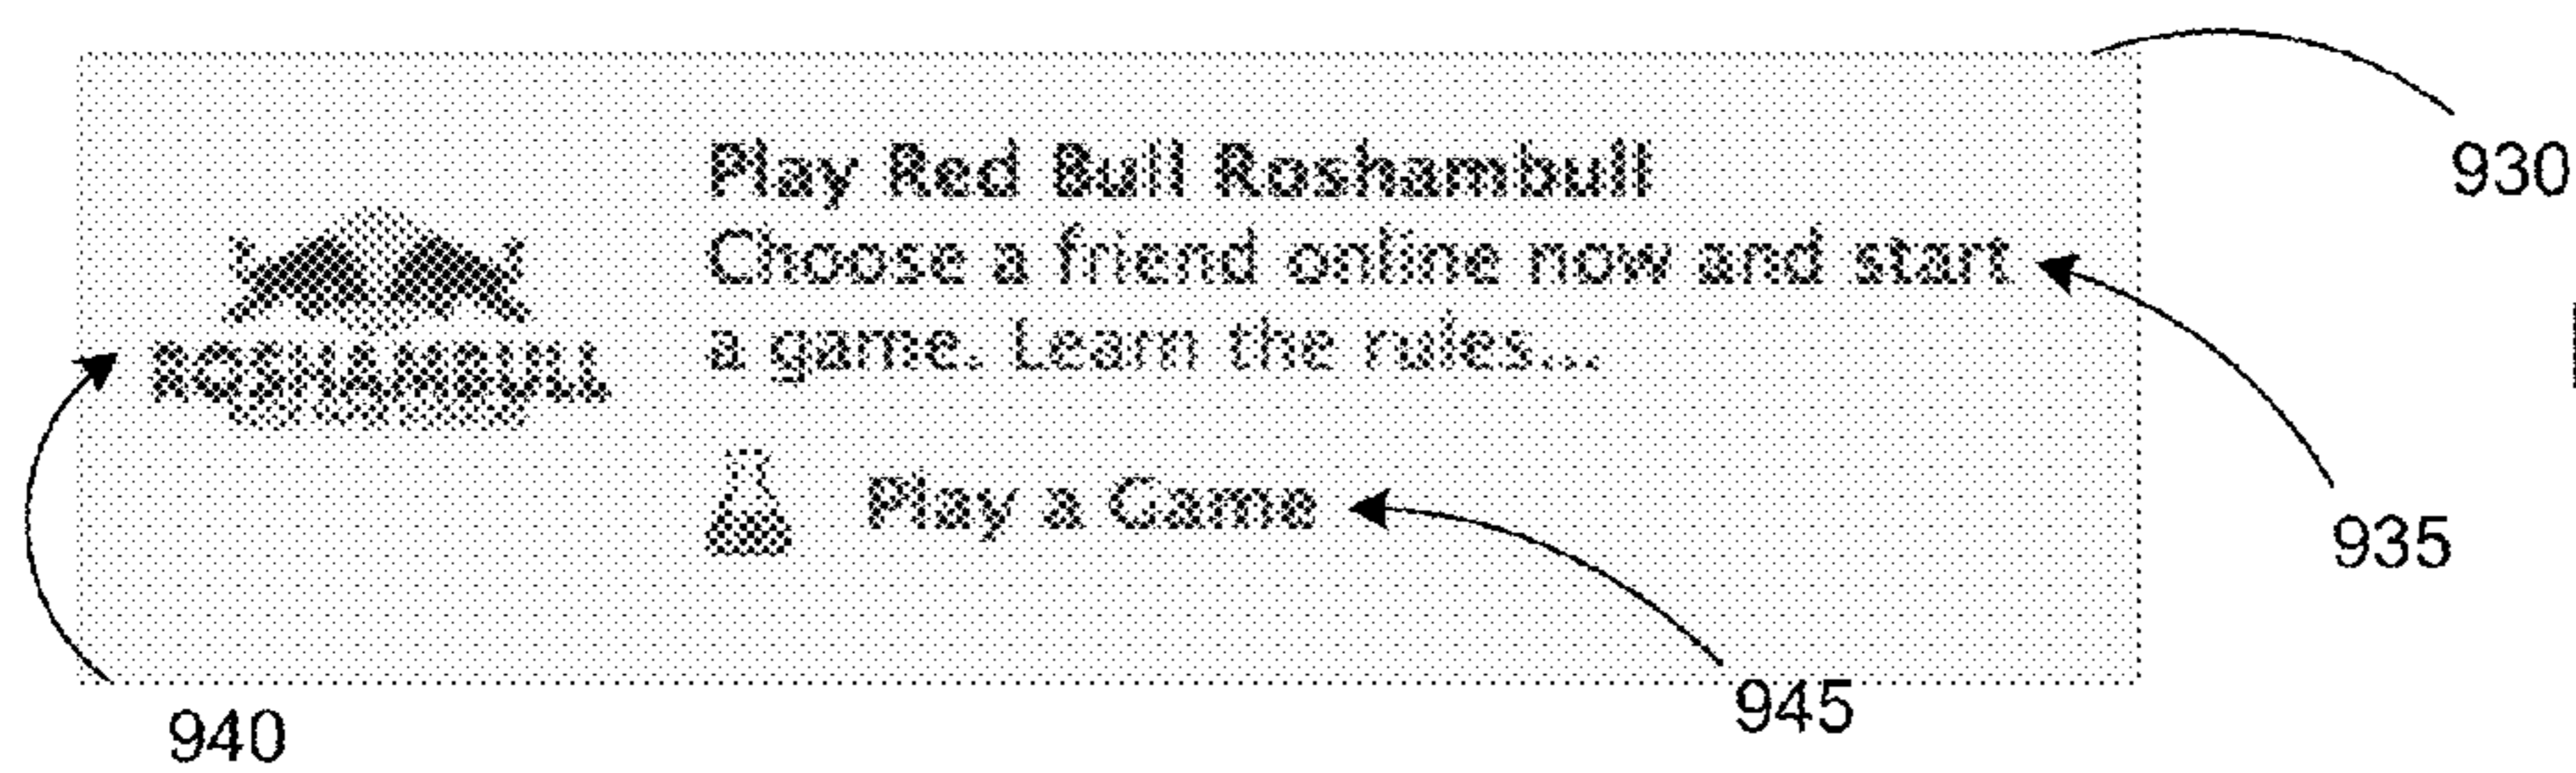 Play Red Bull Roshambull
Choose a friend online now and start
a game. Learn the rules...
ROSHAMBULL
Play a Game
930
935
940
945